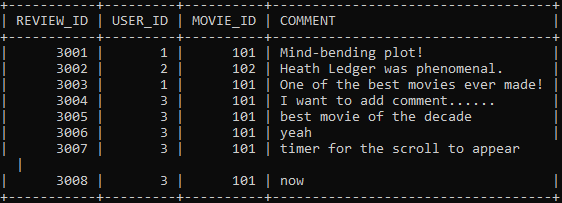 +-----------+---------+----------+-----------------------------------+
| REVIEW_ID | USER_ID | MOVIE_ID | COMMENT                           |
+-----------+---------+----------+-----------------------------------+
|      3001 |       1 |      101 | Mind-bending plot!                |
|      3002 |       2 |      102 | Heath Ledger was phenomenal.      |
|      3003 |       1 |      101 | One of the best movies ever made! |
|      3004 |       3 |      101 | I want to add comment......       |
|      3005 |       3 |      101 | best movie of the decade          |
|      3006 |       3 |      101 | yeah                              |
|      3007 |       3 |      101 | timer for the scroll to appear
  |
|      3008 |       3 |      101 | now                               |
+-----------+---------+----------+-----------------------------------+